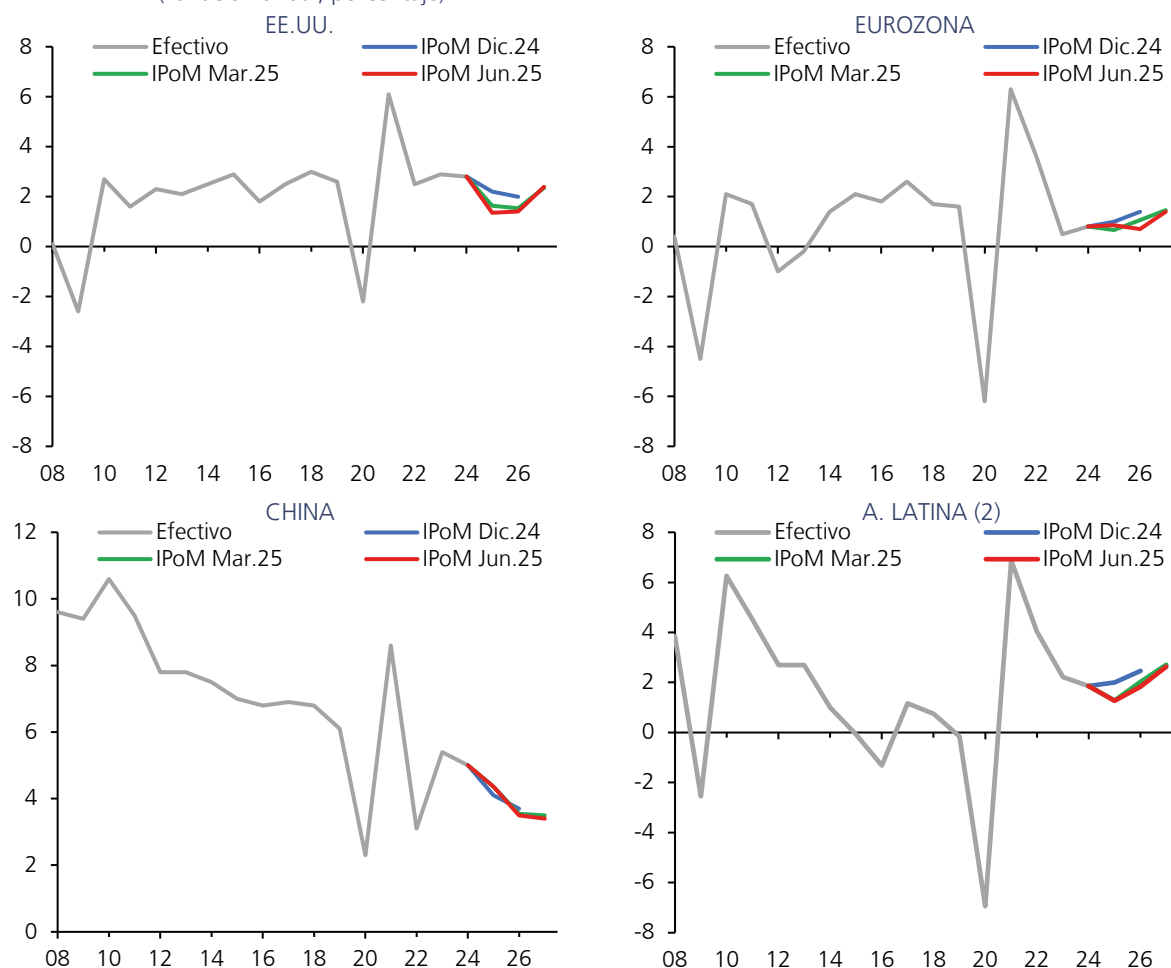 EE.UU.
Efectivo
IPoM Dic.24
IPoM Mar.25
IPoM Jun.25
8
6
4
2
0
-2
-4
-6
-8
08 10 12 14 16 18 20 22 24 26
EUROZONA
Efectivo
IPoM Dic.24
IPoM Mar.25
IPoM Jun.25
8
6
4
2
0
-2
-4
-6
-8
08 10 12 14 16 18 20 22 24 26
CHINA
Efectivo
IPoM Dic.24
IPoM Mar.25
IPoM Jun.25
12
10
8
6
4
2
0
08 10 12 14 16 18 20 22 24 26
A. LATINA (2)
Efectivo
IPoM Dic.24
IPoM Mar.25
IPoM Jun.25
8
6
4
2
0
-2
-4
-6
-8
08 10 12 14 16 18 20 22 24 26